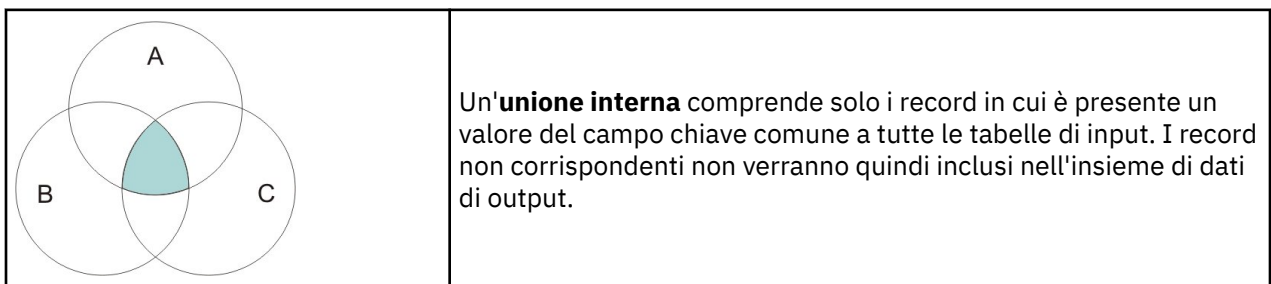 A
B
C
Un'unione interna comprende solo i record in cui è presente un
valore del campo chiave comune a tutte le tabelle di input. I record
non corrispondenti non verranno quindi inclusi nell'insieme di dati
di output.